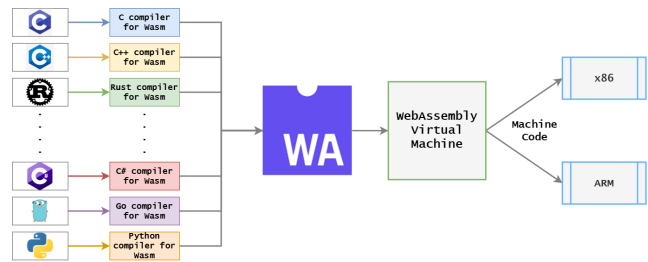 C
C compiler
for Wasm
C++
C++ compiler
for Wasm
R
Rust compiler
for Wasm
C#
C# compiler
for Wasm
Go compiler
for Wasm
Python
compiler for
Wasm
WA
WebAssembly
Virtual
Machine
Machine
Code
x86
ARM